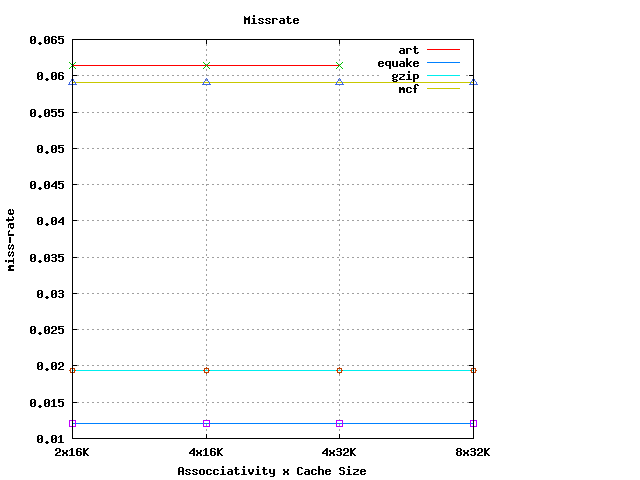 Missrate
0.065
0.06
0.055
0.05
0.045
0.04
0.035
0.03
0.025
0.02
0.015
0.01
miss-rate
art
equake
gzip
mcf
2x16K 4x16K 4x32K 8x32K
Assocciativity x Cache Size